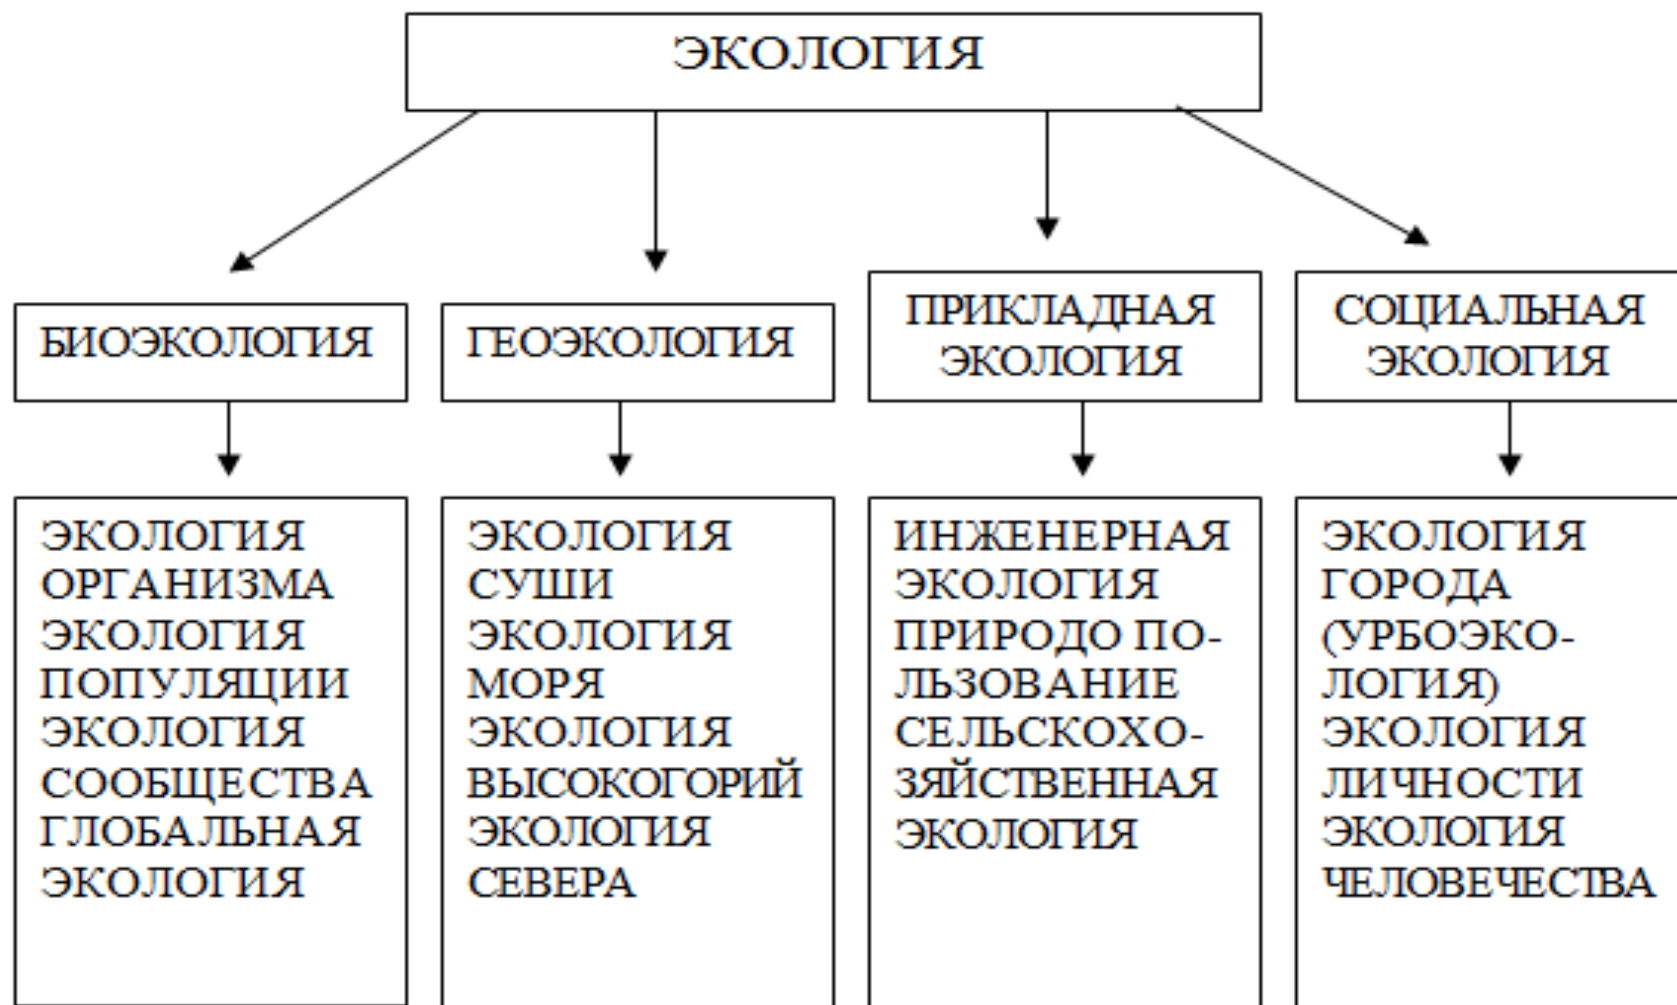 ЭКОЛОГИЯ
БИОЭКОЛОГИЯ
ГЕОЭКОЛОГИЯ
ПРИКЛАДНАЯ
ЭКОЛОГИЯ
СОЦИАЛЬНАЯ
ЭКОЛОГИЯ
ЭКОЛОГИЯ
ОРГАНИЗМА
ЭКОЛОГИЯ
ПОПУЛЯЦИИ
ЭКОЛОГИЯ
СООБЩЕСТВА
ГЛОБАЛЬНАЯ
ЭКОЛОГИЯ
ЭКОЛОГИЯ
СУШИ
ЭКОЛОГИЯ
МОРЯ
ЭКОЛОГИЯ
ВЫСОКОГОРИЙ
ЭКОЛОГИЯ
СЕВЕРА
ИНЖЕНЕРНАЯ
ЭКОЛОГИЯ
ПРИРОДО ПО-
ЛЬЗОВАНИЕ
СЕЛЬСКОХО-
ЗЯЙСТВЕННАЯ
ЭКОЛОГИЯ
ЭКОЛОГИЯ
ГОРОДА
(УРБОЭКО-
ЛОГИЯ)
ЭКОЛОГИЯ
ЛИЧНОСТИ
ЭКОЛОГИЯ
ЧЕЛОВЕЧЕСТВА